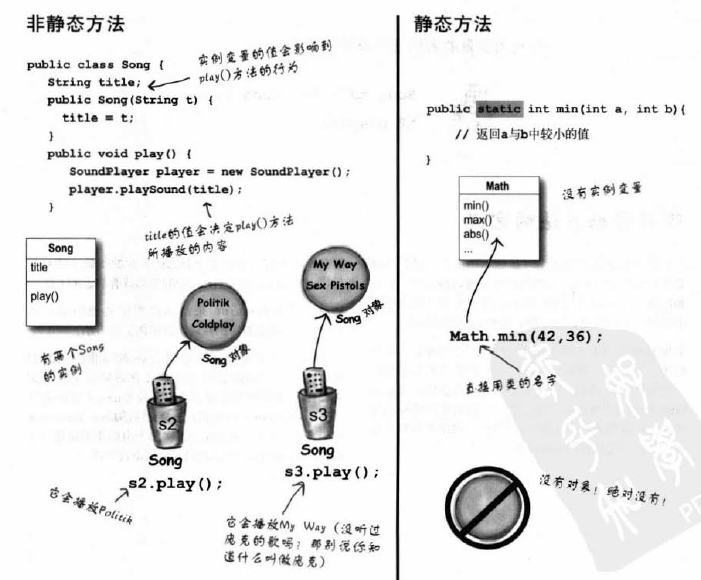 非静态方法
public class Song {
String title;
实例变量的值会影响到
play()方法的行为
public Song(String t) {
title = t;
}
public void play() {
SoundPlayer player = new SoundPlayer();
player.playSound(title);
}
title的值会决定play()方法
所播放的内容
Song
title
play()
有两个Song
的实例
Politik
Coldplay
Song 对象
My Way
Sex Pistols
Song 对象
s2
Song
s2.play();
它会播放Politik
s3
Song
s3.play();
它会播放My Way（没听过
庞克的歌吗？那别说你知
道什么叫做庞克）
静态方法
public static int min(int a, int b){
// 返回a与b中较小的值
}
Math
min()
max()
abs()
...
没有实例变量
Math.min(42,36);
直接用类的名字
没有对象！绝对没有！